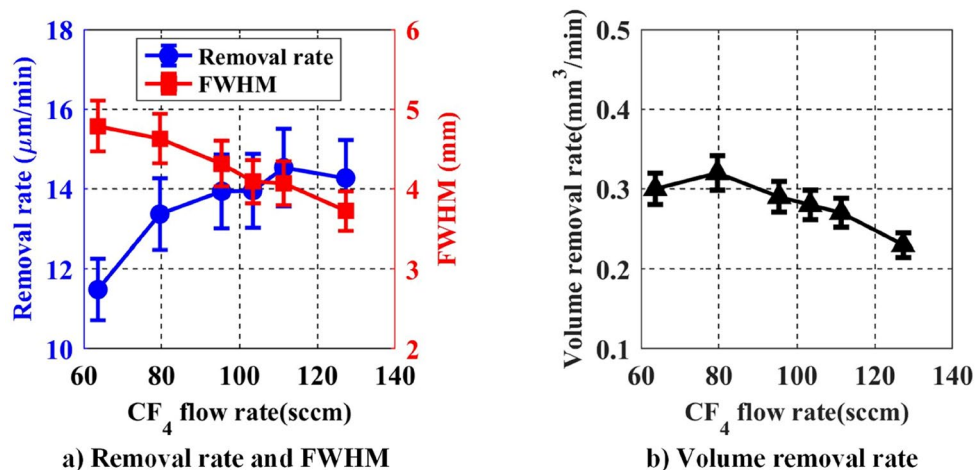 Removal rate
FWHM
Removal rate (μm/min)
18
16
14
12
10
6
5
4
3
2
FWHM (mm)
60 80 100 120 140
CF4 flow rate(sccm)
a) Removal rate and FWHM
Volume removal rate(mm3/min)
0.5
0.4
0.3
0.2
0.1
60 80 100 120 140
CF4 flow rate(sccm)
b) Volume removal rate